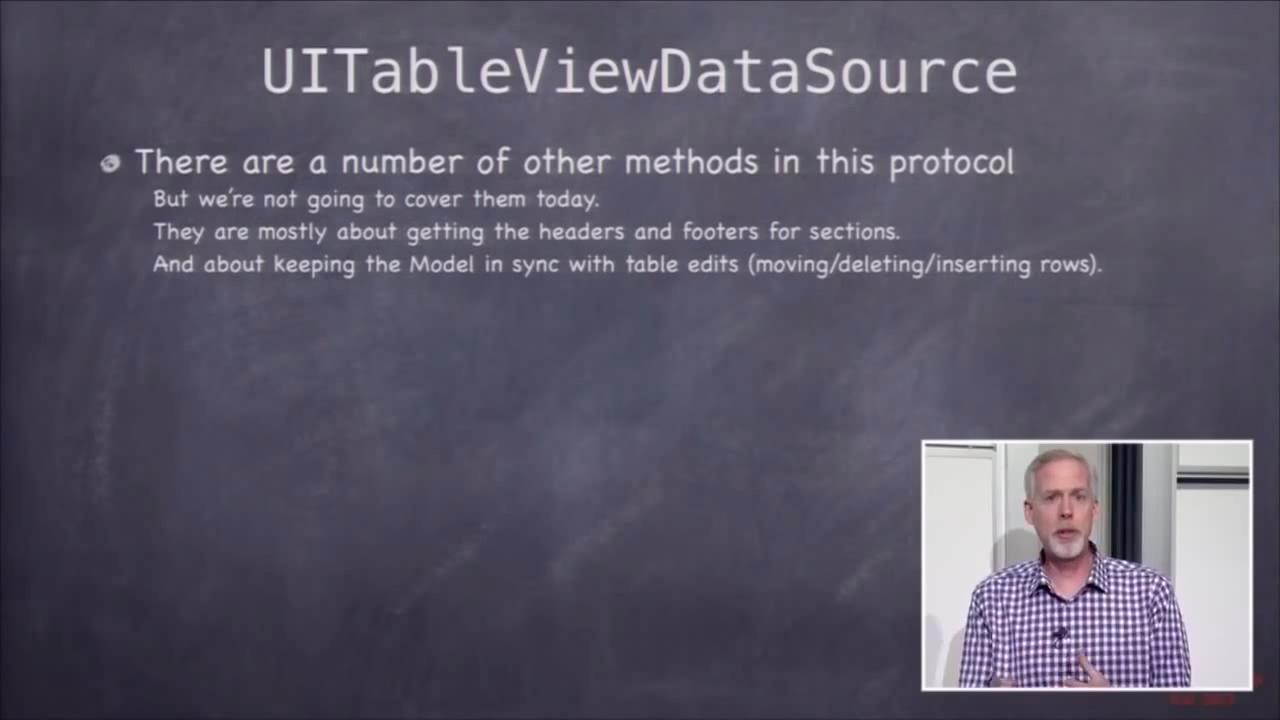 UITableViewDataSource
There are a number of other methods in this protocol
But we're not going to cover them today.
They are mostly about getting the headers and footers for sections.
And about keeping the Model in sync with table edits (moving/deleting/inserting rows).